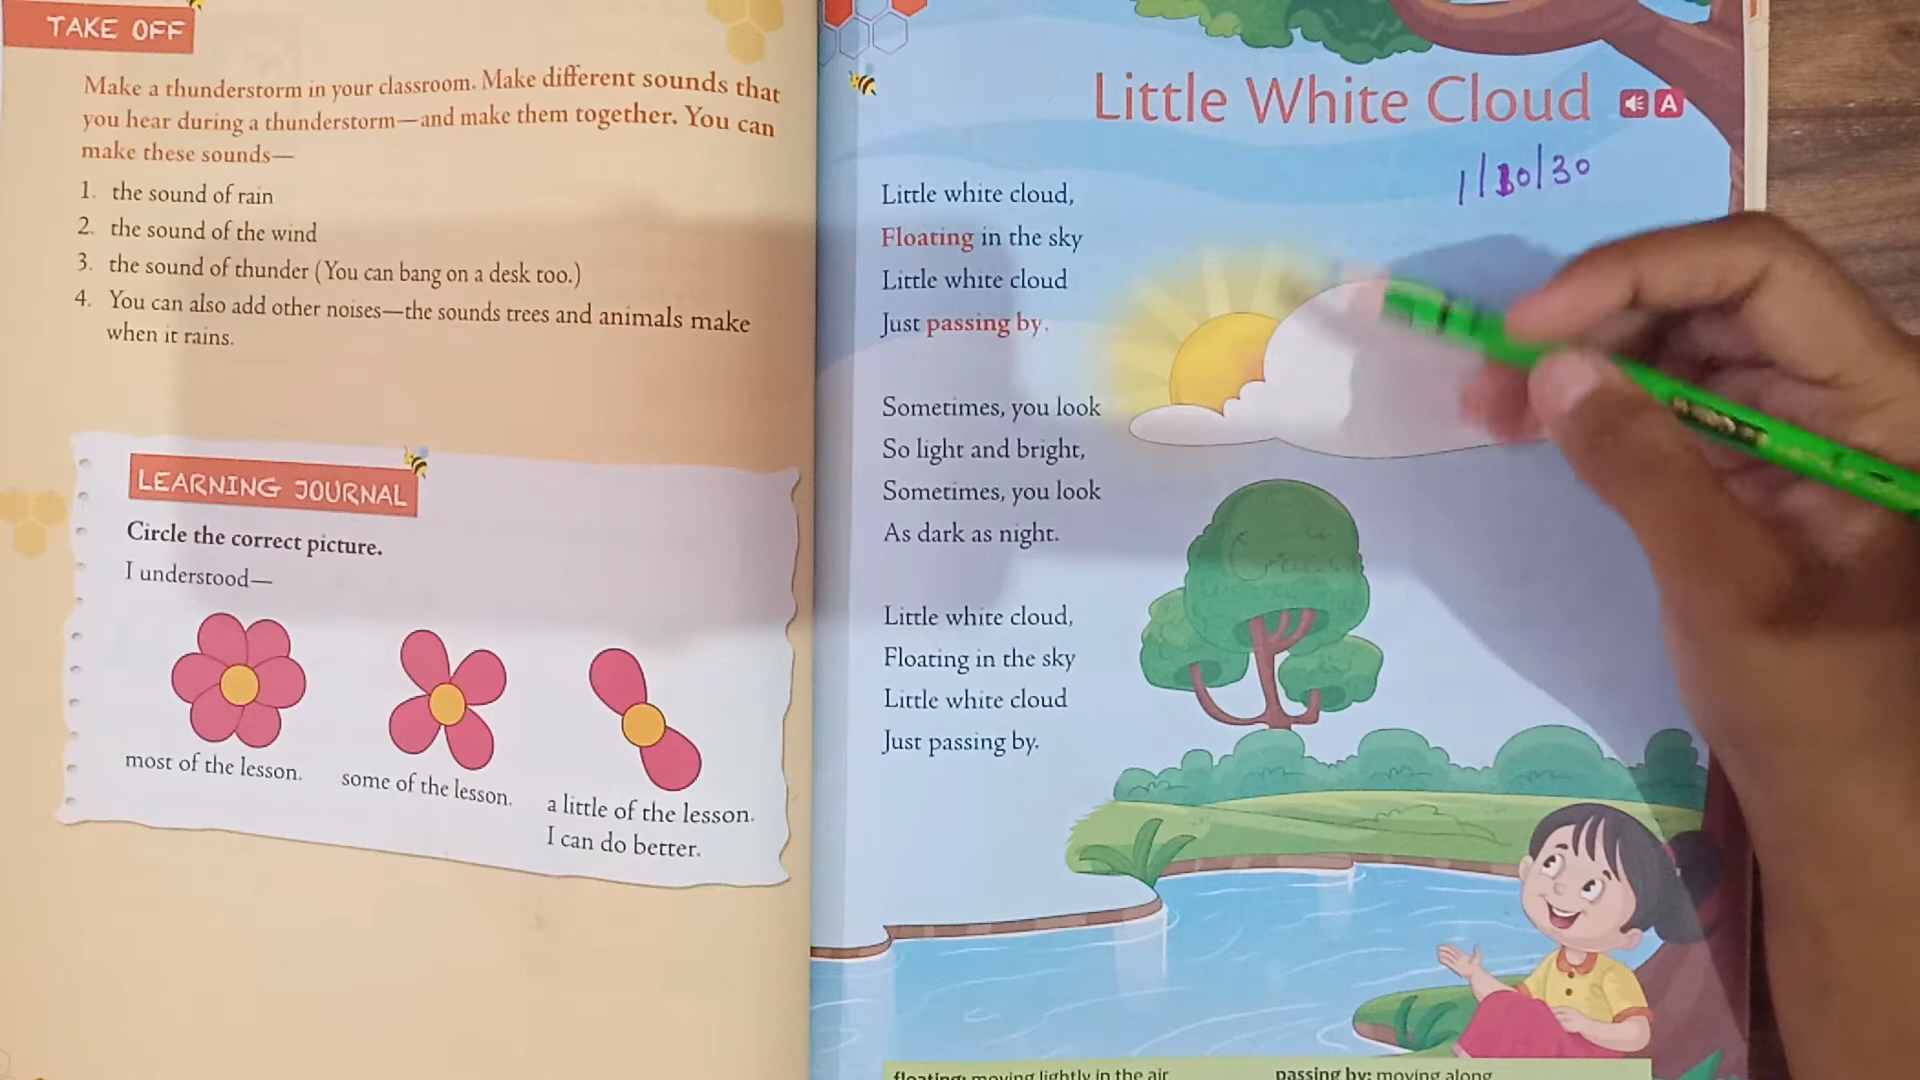 TAKE OFF
Make a thunderstorm in your classroom. Make different sounds that
you hear during a thunderstorm—and make them together. You can
make these sounds—
1. the sound of rain
2. the sound of the wind
3. the sound of thunder (You can bang on a desk too.)
4. You can also add other noises—the sounds trees and animals make
when it rains.
LEARNING JOURNAL
Circle the correct picture.
I understood—
most of the lesson.
some of the lesson.
a little of the lesson.
I can do better.
Little White Cloud
A
Little white cloud,
Floating in the sky
Little white cloud
Just passing by.
Sometimes, you look
So light and bright,
Sometimes, you look
As dark as night.
Little white cloud,
Floating in the sky
Little white cloud
Just passing by.
floating: moving lightly in the air
passing by: moving along